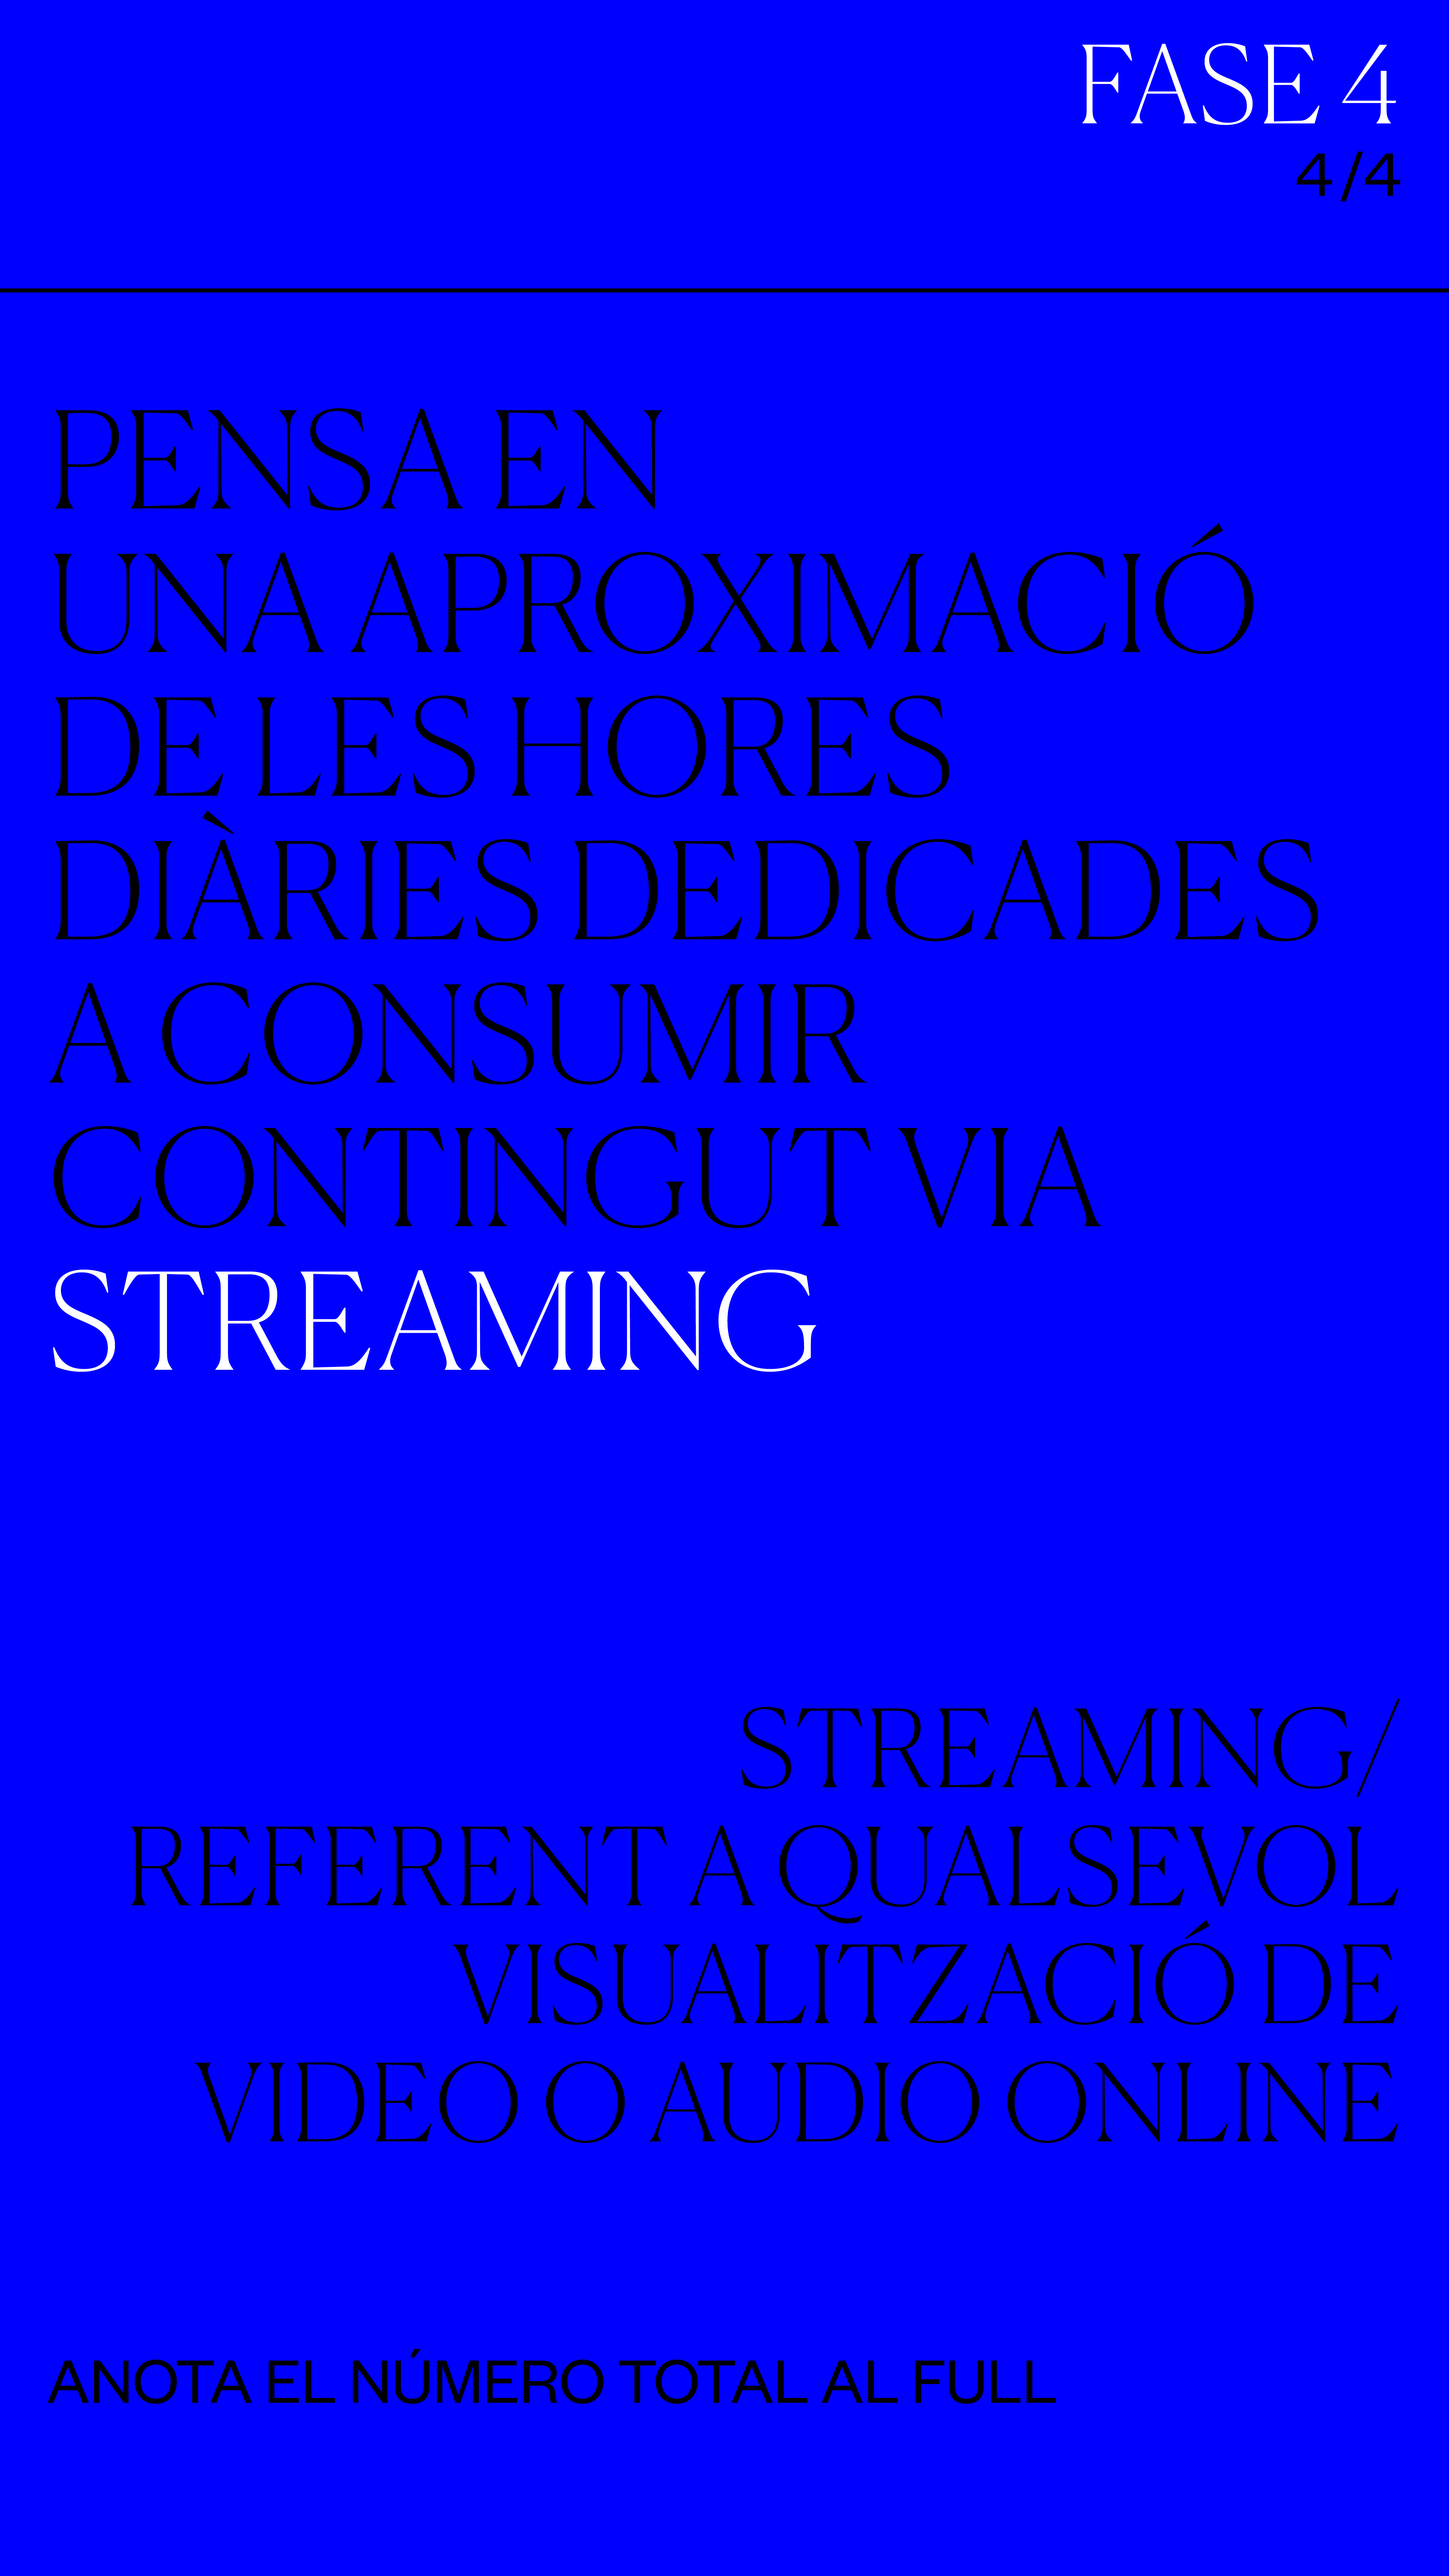 FASE 4
4/4
PENSA EN
UNA APROXIMACIÓ
DE LES HORES
DIÀRIES DEDICADES
A CONSUMIR
CONTINGUT VIA
STREAMING
STREAMING/
REFERENT A QUALSEVOL
VISUALITZACIÓ DE
VIDEO O AUDIO ONLINE
ANOTA EL NÚMERO TOTAL AL FULL